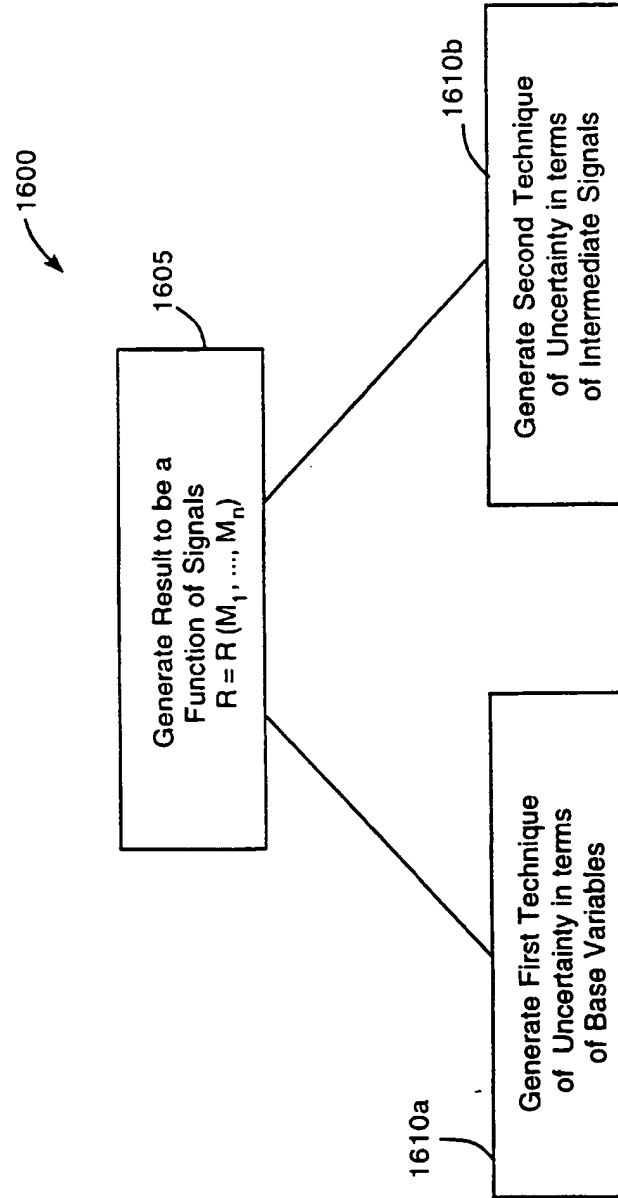 1600
1605
Generate Result to be a
Function of Signals
R = R (M₁, ..., Mₙ)
1610a
Generate First Technique
of Uncertainty in terms
of Base Variables
1610b
Generate Second Technique
of Uncertainty in terms
of Intermediate Signals